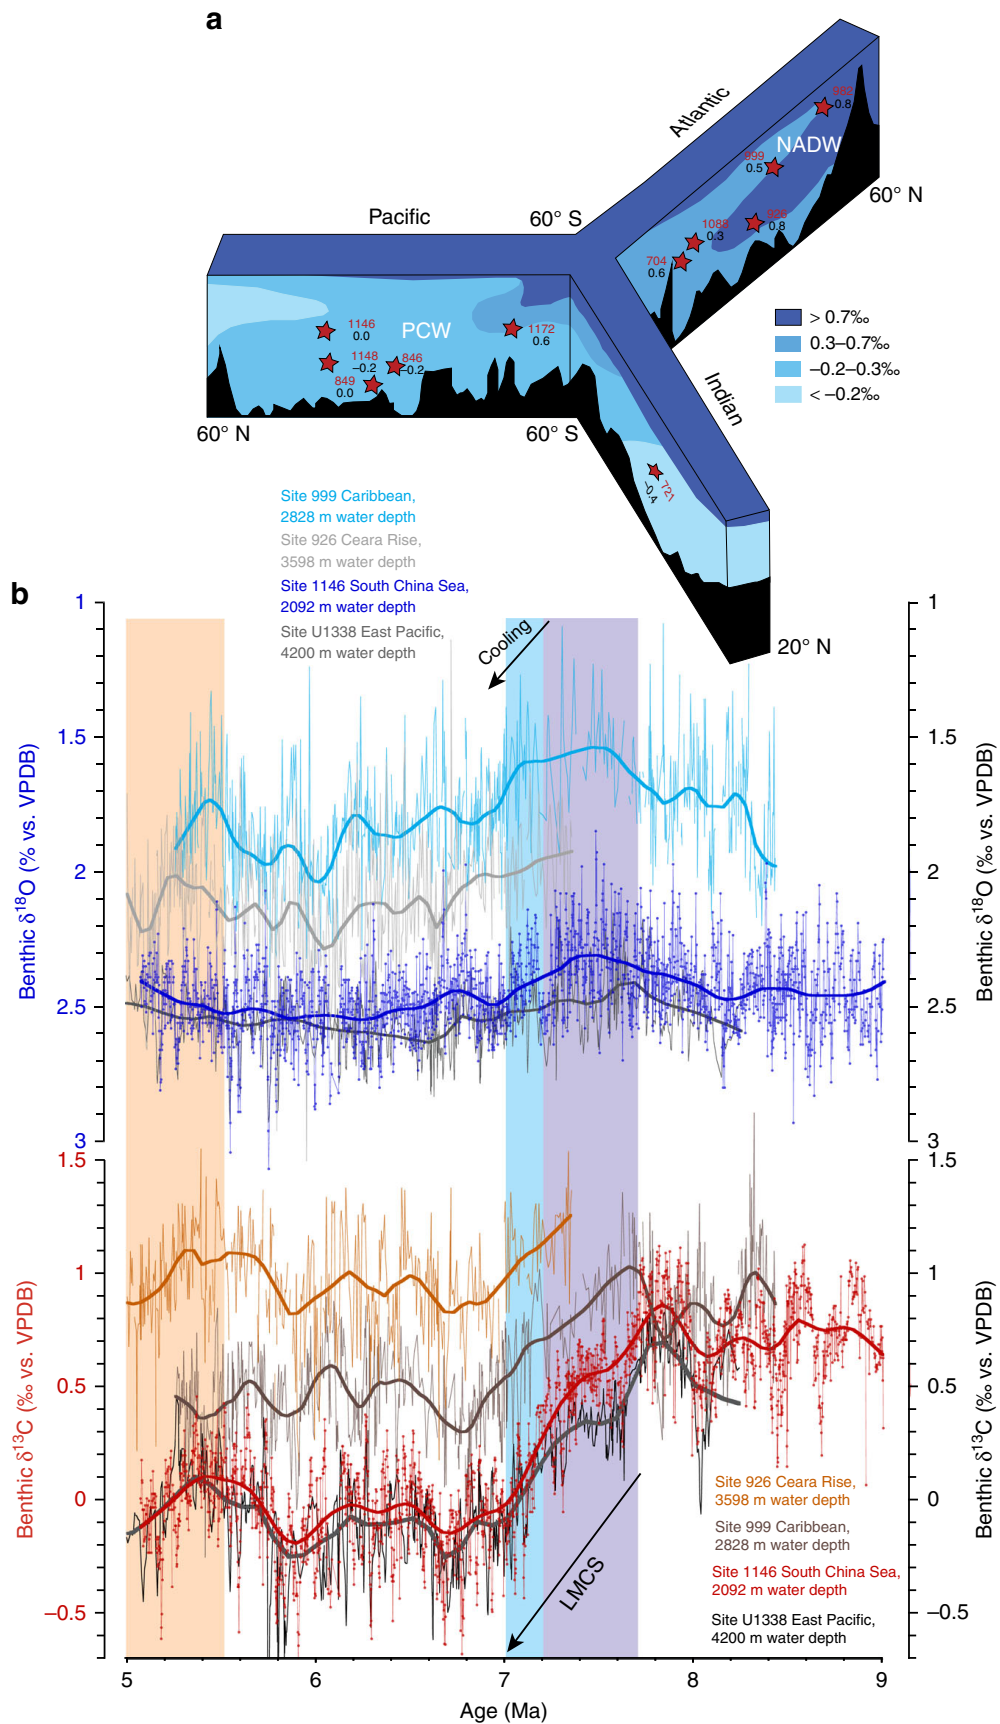 a
Pacific
60° S
Atlantic
60° N
982
0.8
NADW
999
0.5
925
0.8
1088
0.3
704
0.6
1146
0.0
PCW
1172
0.6
1148
–0.2
846
–0.2
849
0.0
60° N
60° S
Indian
721
–0.4
20° N
> 0.7‰
0.3–0.7‰
–0.2–0.3‰
< –0.2‰
Site 999 Caribbean,
2828 m water depth
Site 926 Ceara Rise,
3598 m water depth
Site 1146 South China Sea,
2092 m water depth
Site U1338 East Pacific,
4200 m water depth
b
Cooling
1
1.5
2
2.5
3
Benthic δ18O (% vs. VPDB)
1
1.5
2
2.5
3
Benthic δ18O (‰ vs. VPDB)
1.5
1
0.5
0
–0.5
Benthic δ13C (‰ vs. VPDB)
1.5
1
0.5
0
–0.5
Benthic δ13C (‰ vs. VPDB)
LMCS
Site 926 Ceara Rise,
3598 m water depth
Site 999 Caribbean,
2828 m water depth
Site 1146 South China Sea,
2092 m water depth
Site U1338 East Pacific,
4200 m water depth
5
6
7
8
9
Age (Ma)